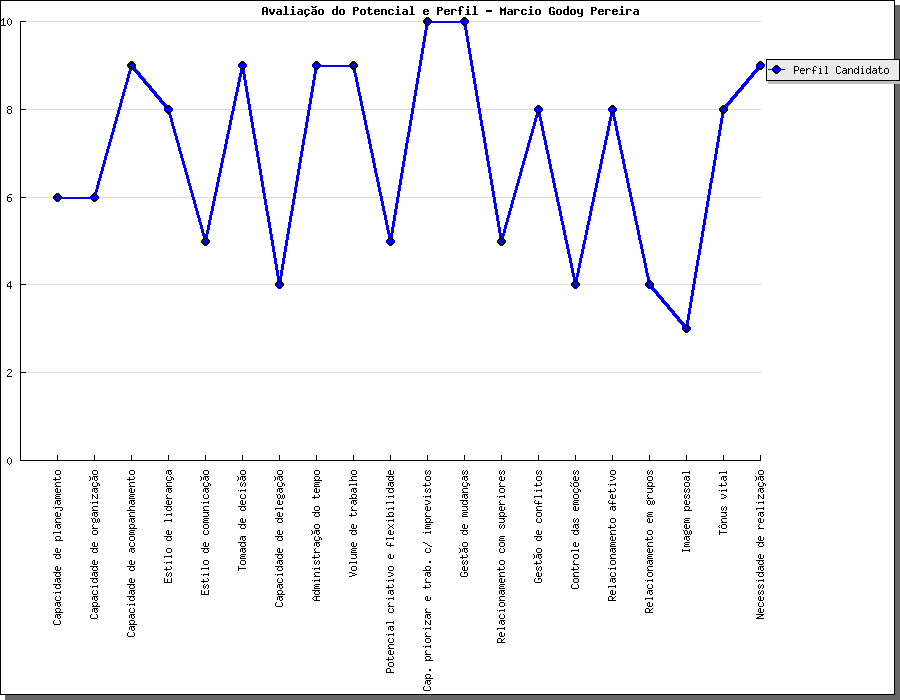 Avaliação do Potencial e Perfil - Marcio Godoy Pereira
10
8
6
4
2
0
Perfil Candidato
Capacidade de planejamento
Capacidade de organização
Capacidade de acompanhamento
Estilo de liderança
Estilo de comunicação
Tomada de decisão
Capacidade de delegação
Administração do tempo
Volume de trabalho
Potencial criativo e flexibilidade
Cap. priorizar e trab. c/ imprevistos
Gestão de mudanças
Relacionamento com superiores
Gestão de conflitos
Controle das emoções
Relacionamento afetivo
Relacionamento em grupos
Imagem pessoal
Tônus vital
Necessidade de realização